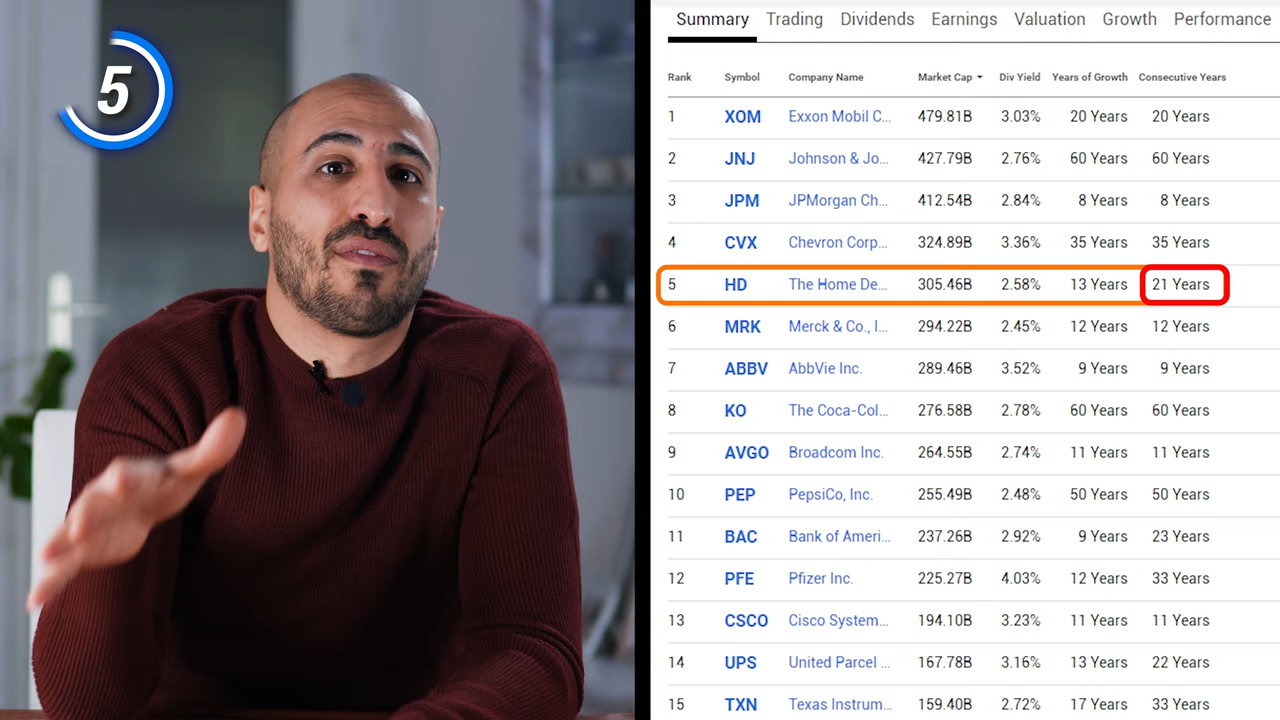 5
Summary Trading Dividends Earnings Valuation Growth Performance
Rank Symbol Company Name Market Cap Div Yield Years of Growth Consecutive Years
1 XOM Exxon Mobil C... 479.81B 3.03% 20 Years 20 Years
2 JNJ Johnson & Jo... 427.79B 2.76% 60 Years 60 Years
3 JPM JPMorgan Ch... 412.54B 2.84% 8 Years 8 Years
4 CVX Chevron Corp... 324.89B 3.36% 35 Years 35 Years
5 HD The Home De... 305.46B 2.58% 13 Years 21 Years
6 MRK Merck & Co., I... 294.22B 2.45% 12 Years 12 Years
7 ABBV AbbVie Inc. 289.46B 3.52% 9 Years 9 Years
8 KO The Coca-Col... 276.58B 2.78% 60 Years 60 Years
9 AVGO Broadcom Inc. 264.55B 2.74% 11 Years 11 Years
10 PEP PepsiCo, Inc. 255.49B 2.48% 50 Years 50 Years
11 BAC Bank of Ameri... 237.26B 2.92% 9 Years 23 Years
12 PFE Pfizer Inc. 225.27B 4.03% 12 Years 33 Years
13 CSCO Cisco System... 194.10B 3.23% 11 Years 11 Years
14 UPS United Parcel ... 167.78B 3.16% 13 Years 22 Years
15 TXN Texas Instrum... 159.40B 2.72% 17 Years 33 Years